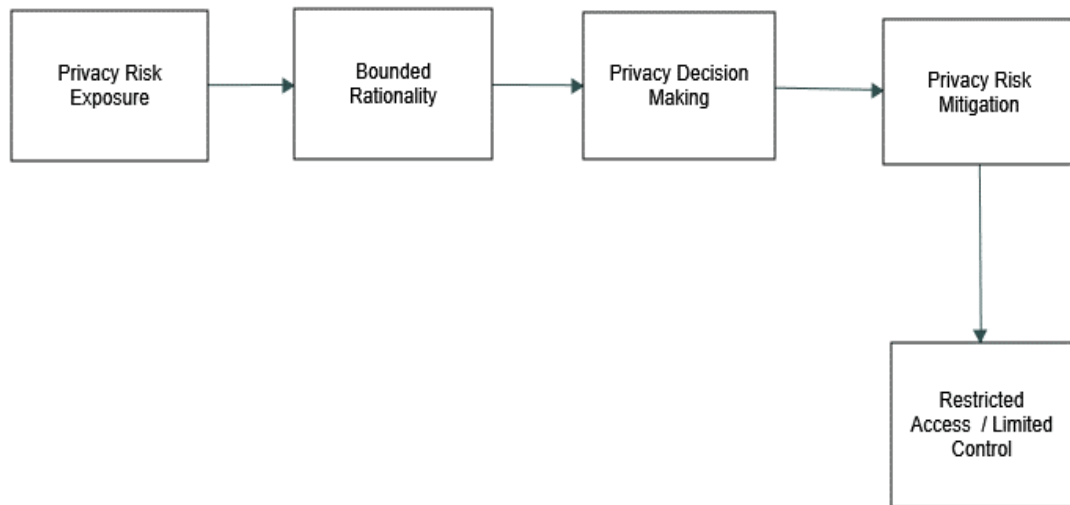 Privacy Risk
Exposure
Bounded
Rationality
Privacy Decision
Making
Privacy Risk
Mitigation
Restricted
Access / Limited
Control